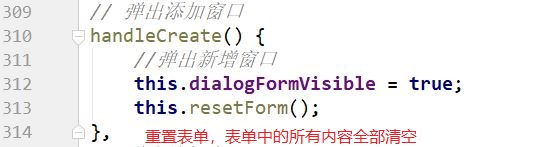 309 // 弹出添加窗口
310 handleCreate() {
311 //弹出新增窗口
312 this.dialogFormVisible = true;
313 this.resetForm();
314 }, 重置表单，表单中的所有内容全部清空